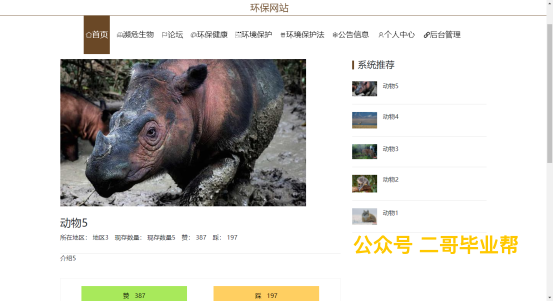 环保网站
首页 濒危生物 论坛 环保健康 环境保护 环境保护法 公告信息 个人中心 后台管理
系统推荐
动物5
动物4
动物3
动物2
动物1
公众号 二哥毕业帮
动物5
所在地区： 地区3 现存数量： 现存数量5 赞： 387 踩： 197
介绍5
赞 387
踩 197